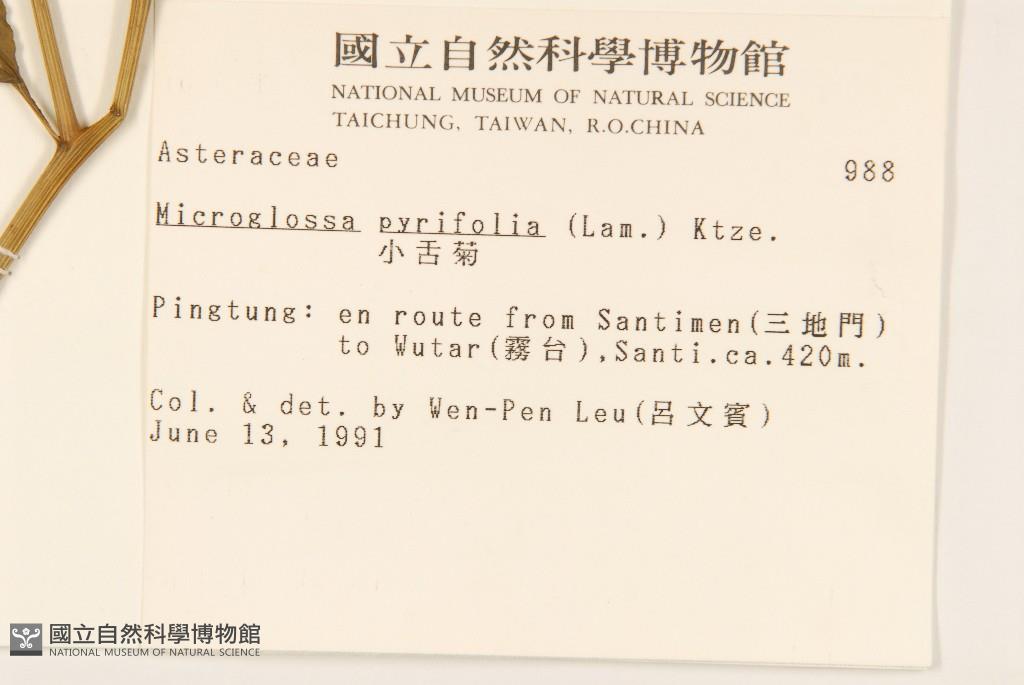 國立自然科學博物館
NATIONAL MUSEUM OF NATURAL SCIENCE
TAICHUNG, TAIWAN, R.O.CHINA
Asteraceae 988
Microglossa pyrifolia (Lam.) Ktze.
小舌菊
Pingtung: en route from Santimen(三地門)
to Wutar(霧台),Santi.ca.420m.
Col. & det. by Wen-Pen Leu(呂文賓)
June 13, 1991
國立自然科學博物館
NATIONAL MUSEUM OF NATURAL SCIENCE